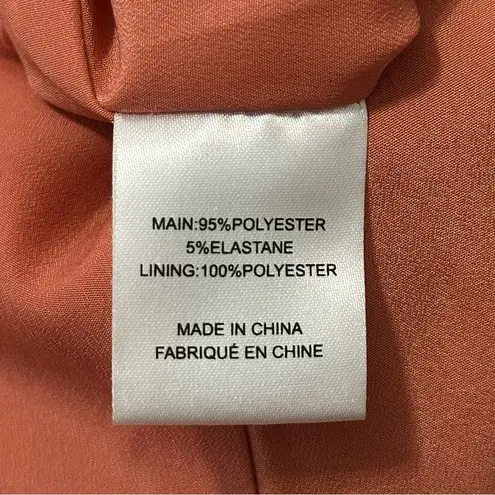 MAIN:95%POLYESTER
5%ELASTANE
LINING:100%POLYESTER
MADE IN CHINA
FABRIQUÉ EN CHINE